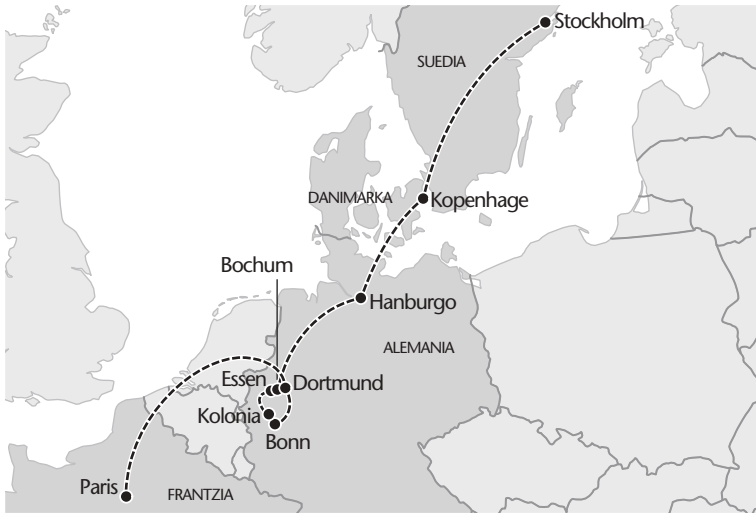 Stockholm
SUEDIA
DANIMARKA
Kopenhage
Bochum
Hanburgo
ALEMANIA
Essen
Dortmund
Kolonia
Bonn
Paris
FRANTZIA